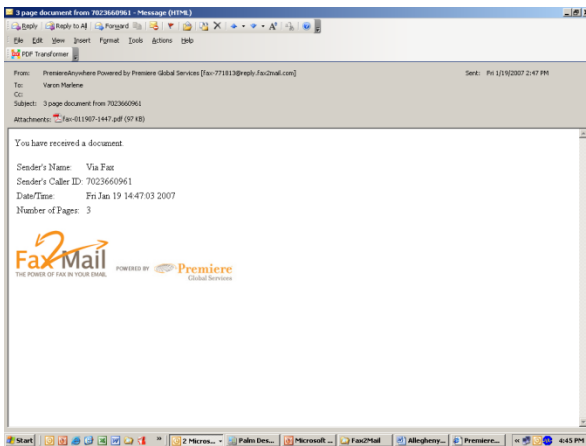 3 page document from 7023660961 - Message (HTML)
Reply Reply to All Forward
File Edit View Insert Format Tools Actions Help
PDF Transformer
From: PremiereAnywhere Powered by Premiere Global Services [fax-771813@reply.fax2mail.com] Sent: Fri 1/19/2007 2:47 PM
To: Varon Marlene
Cc:
Subject: 3 page document from 7023660961
Attachments: fax-011907-1447.pdf (97 KB)
You have received a document.
Sender's Name: Via Fax
Sender's Caller ID: 7023660961
Date/Time: Fri Jan 19 14:47:03 2007
Number of Pages: 3
Fax2Mail
THE POWER OF FAX IN YOUR EMAIL
POWERED BY Premiere
Global Services
Start 2 Micros... Palm Des... Microsoft ... Fax2Mail Allegheny... Premiere... 4:45 PM